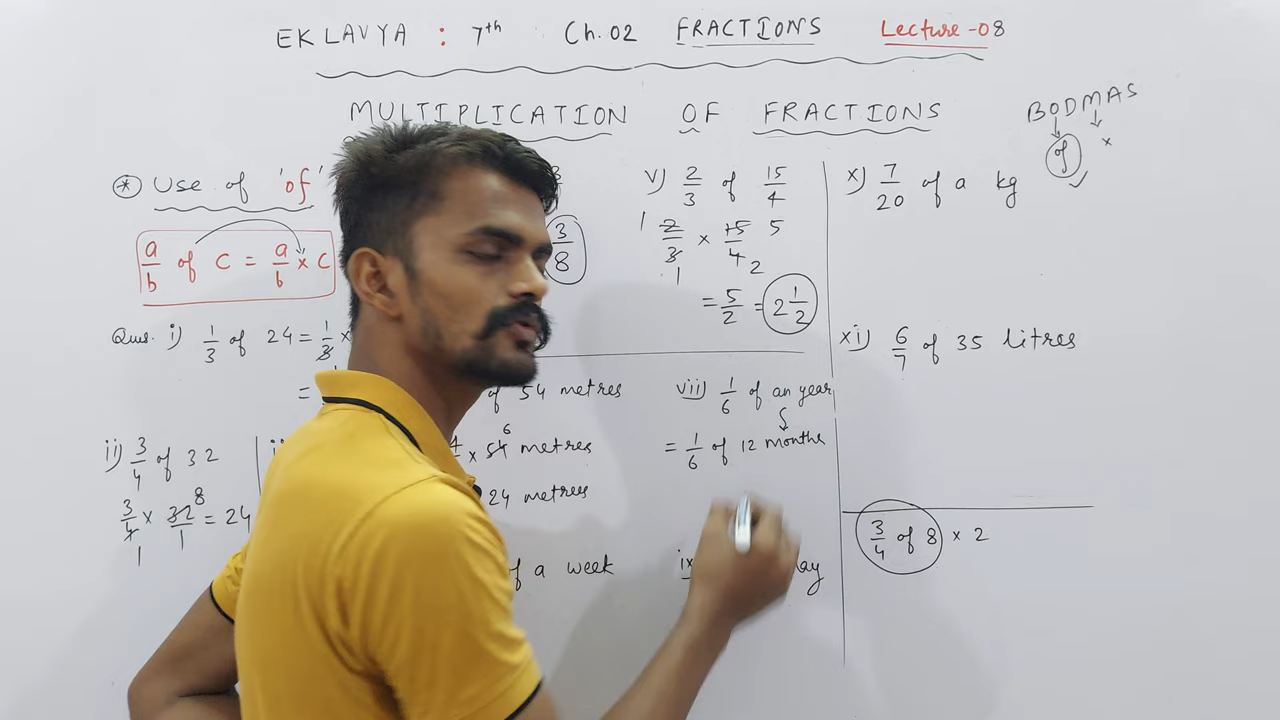 EKLAVYA : 7th Ch.02 FRACTIONS Lecture-08
MULTIPLICATION OF FRACTIONS
BODMAS
of ×
* Use of 'of'
a/b of c = a/b × c
Ques. i) 1/3 of 24 = 1/3 ×
=
ii) 3/4 of 32
3/4 × 32/1 8 = 24
1
3/8
v) 2/3 of 15/4
1 2/3 × 15/4 5
1 2
= 5/2 = 2 1/2
of 54 metres
× 54 6 metres
24 metres
of a week
vii) 1/6 of an year
= 1/6 of 12 months
ix)
x) 7/20 of a kg
xi) 6/7 of 35 litres
3/4 of 8 × 2